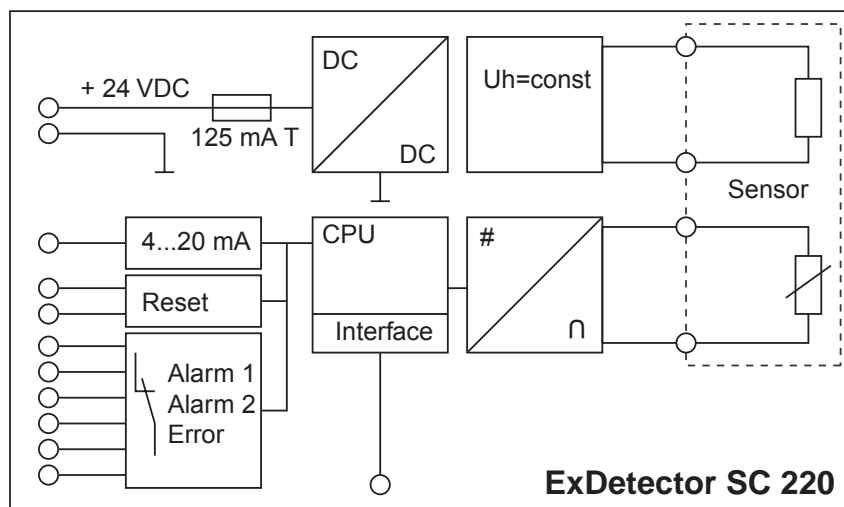 + 24 VDC
125 mA T
DC
DC
Uh=const
Sensor
4...20 mA
CPU
#
∩
Reset
Interface
Alarm 1
Alarm 2
Error
ExDetector SC 220